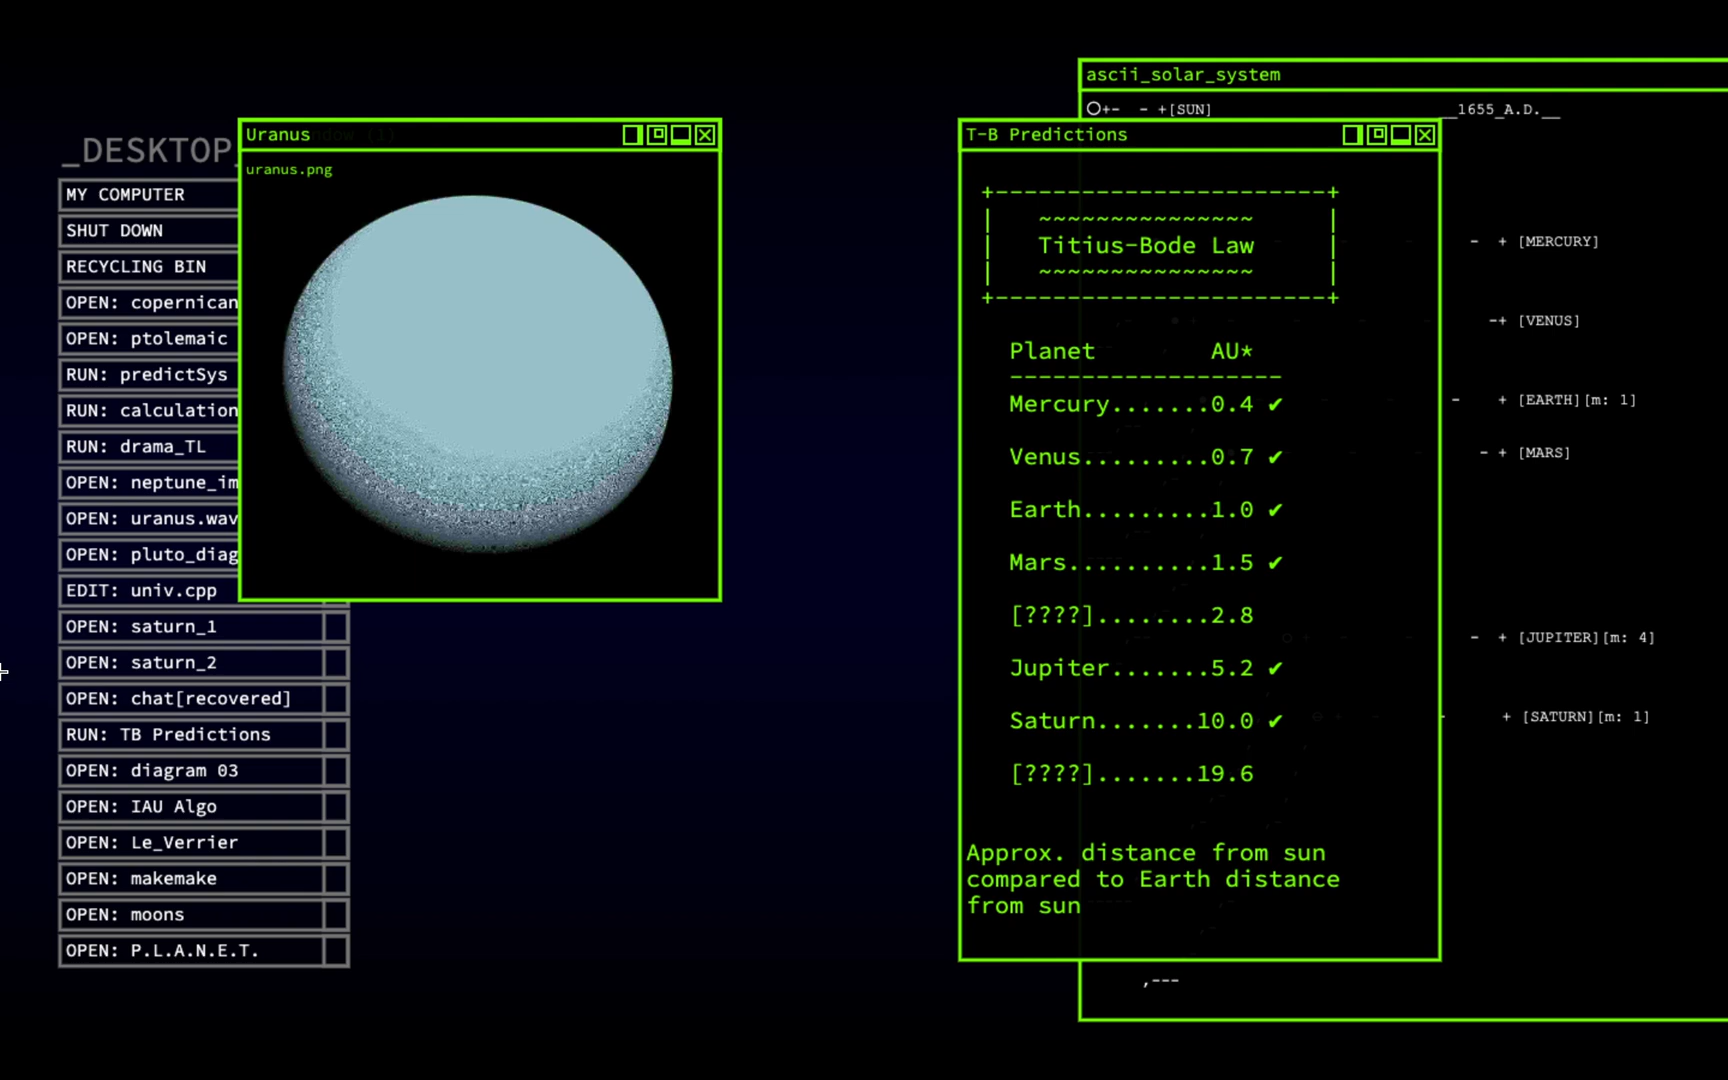 _DESKTOP_
MY COMPUTER
SHUT DOWN
RECYCLING BIN
OPEN: copernican
OPEN: ptolemaic
RUN: predictSys
RUN: calculation
RUN: drama_TL
OPEN: neptune_im
OPEN: uranus.wav
OPEN: pluto_diag
EDIT: univ.cpp
OPEN: saturn_1
OPEN: saturn_2
OPEN: chat[recovered]
RUN: TB Predictions
OPEN: diagram 03
OPEN: IAU Algo
OPEN: Le_Verrier
OPEN: makemake
OPEN: moons
OPEN: P.L.A.N.E.T.
Uranus
uranus.png
T-B Predictions
+-----------------------+
| ~~~~~~~~~~~~~~~ |
| Titius-Bode Law |
| ~~~~~~~~~~~~~~~ |
+-----------------------+
Planet AU*
-------------------
Mercury.......0.4 ✔
Venus.........0.7 ✔
Earth.........1.0 ✔
Mars..........1.5 ✔
[????]........2.8
Jupiter.......5.2 ✔
Saturn.......10.0 ✔
[????].......19.6
Approx. distance from sun
compared to Earth distance
from sun
ascii_solar_system
O+- - +[SUN] __1655_A.D.__
- + [MERCURY]
-+ [VENUS]
- + [EARTH][m: 1]
- + [MARS]
- + [JUPITER][m: 4]
- + [SATURN][m: 1]
,---